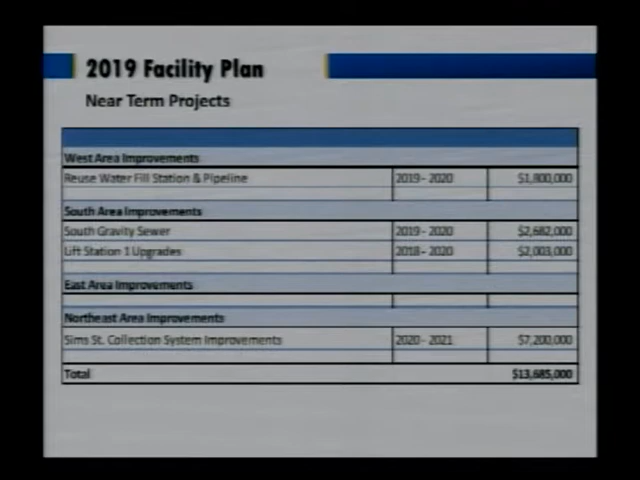 2019 Facility Plan
Near Term Projects
West Area Improvements
Reuse Water Fill Station & Pipeline 2019 - 2020 $1,800,000
South Area Improvements
South Gravity Sewer 2019 - 2020 $2,682,000
Lift Station 1 Upgrades 2018 - 2020 $2,003,000
East Area Improvements
Northeast Area Improvements
Sims St. Collection System Improvements 2020 - 2021 $7,200,000
Total $13,685,000